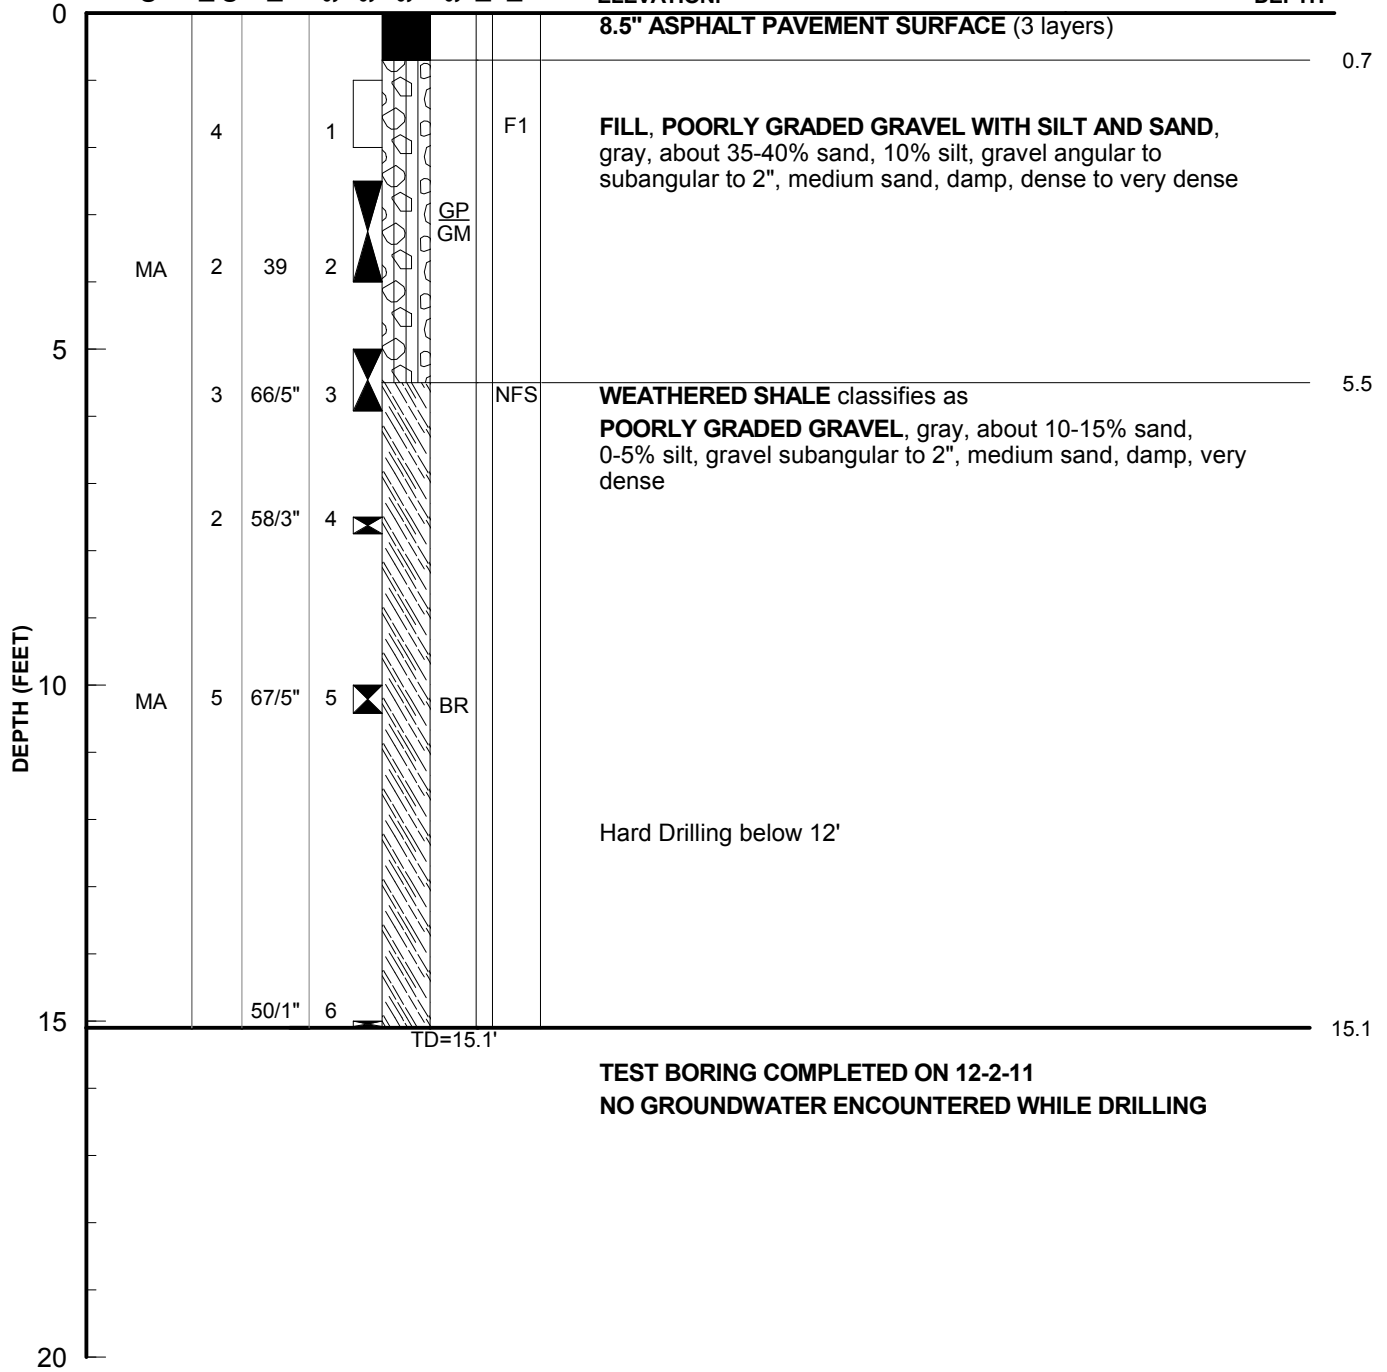 0
8.5" ASPHALT PAVEMENT SURFACE (3 layers)
0.7
4 1 F1
FILL, POORLY GRADED GRAVEL WITH SILT AND SAND,
gray, about 35-40% sand, 10% silt, gravel angular to
subangular to 2", medium sand, damp, dense to very dense
GP
GM
MA 2 39 2
5
5.5
3 66/5" 3 NFS
WEATHERED SHALE classifies as
POORLY GRADED GRAVEL, gray, about 10-15% sand,
0-5% silt, gravel subangular to 2", medium sand, damp, very
dense
2 58/3" 4
DEPTH (FEET)
10
MA 5 67/5" 5 BR
Hard Drilling below 12'
50/1" 6
15
15.1
TD=15.1'
TEST BORING COMPLETED ON 12-2-11
NO GROUNDWATER ENCOUNTERED WHILE DRILLING
20